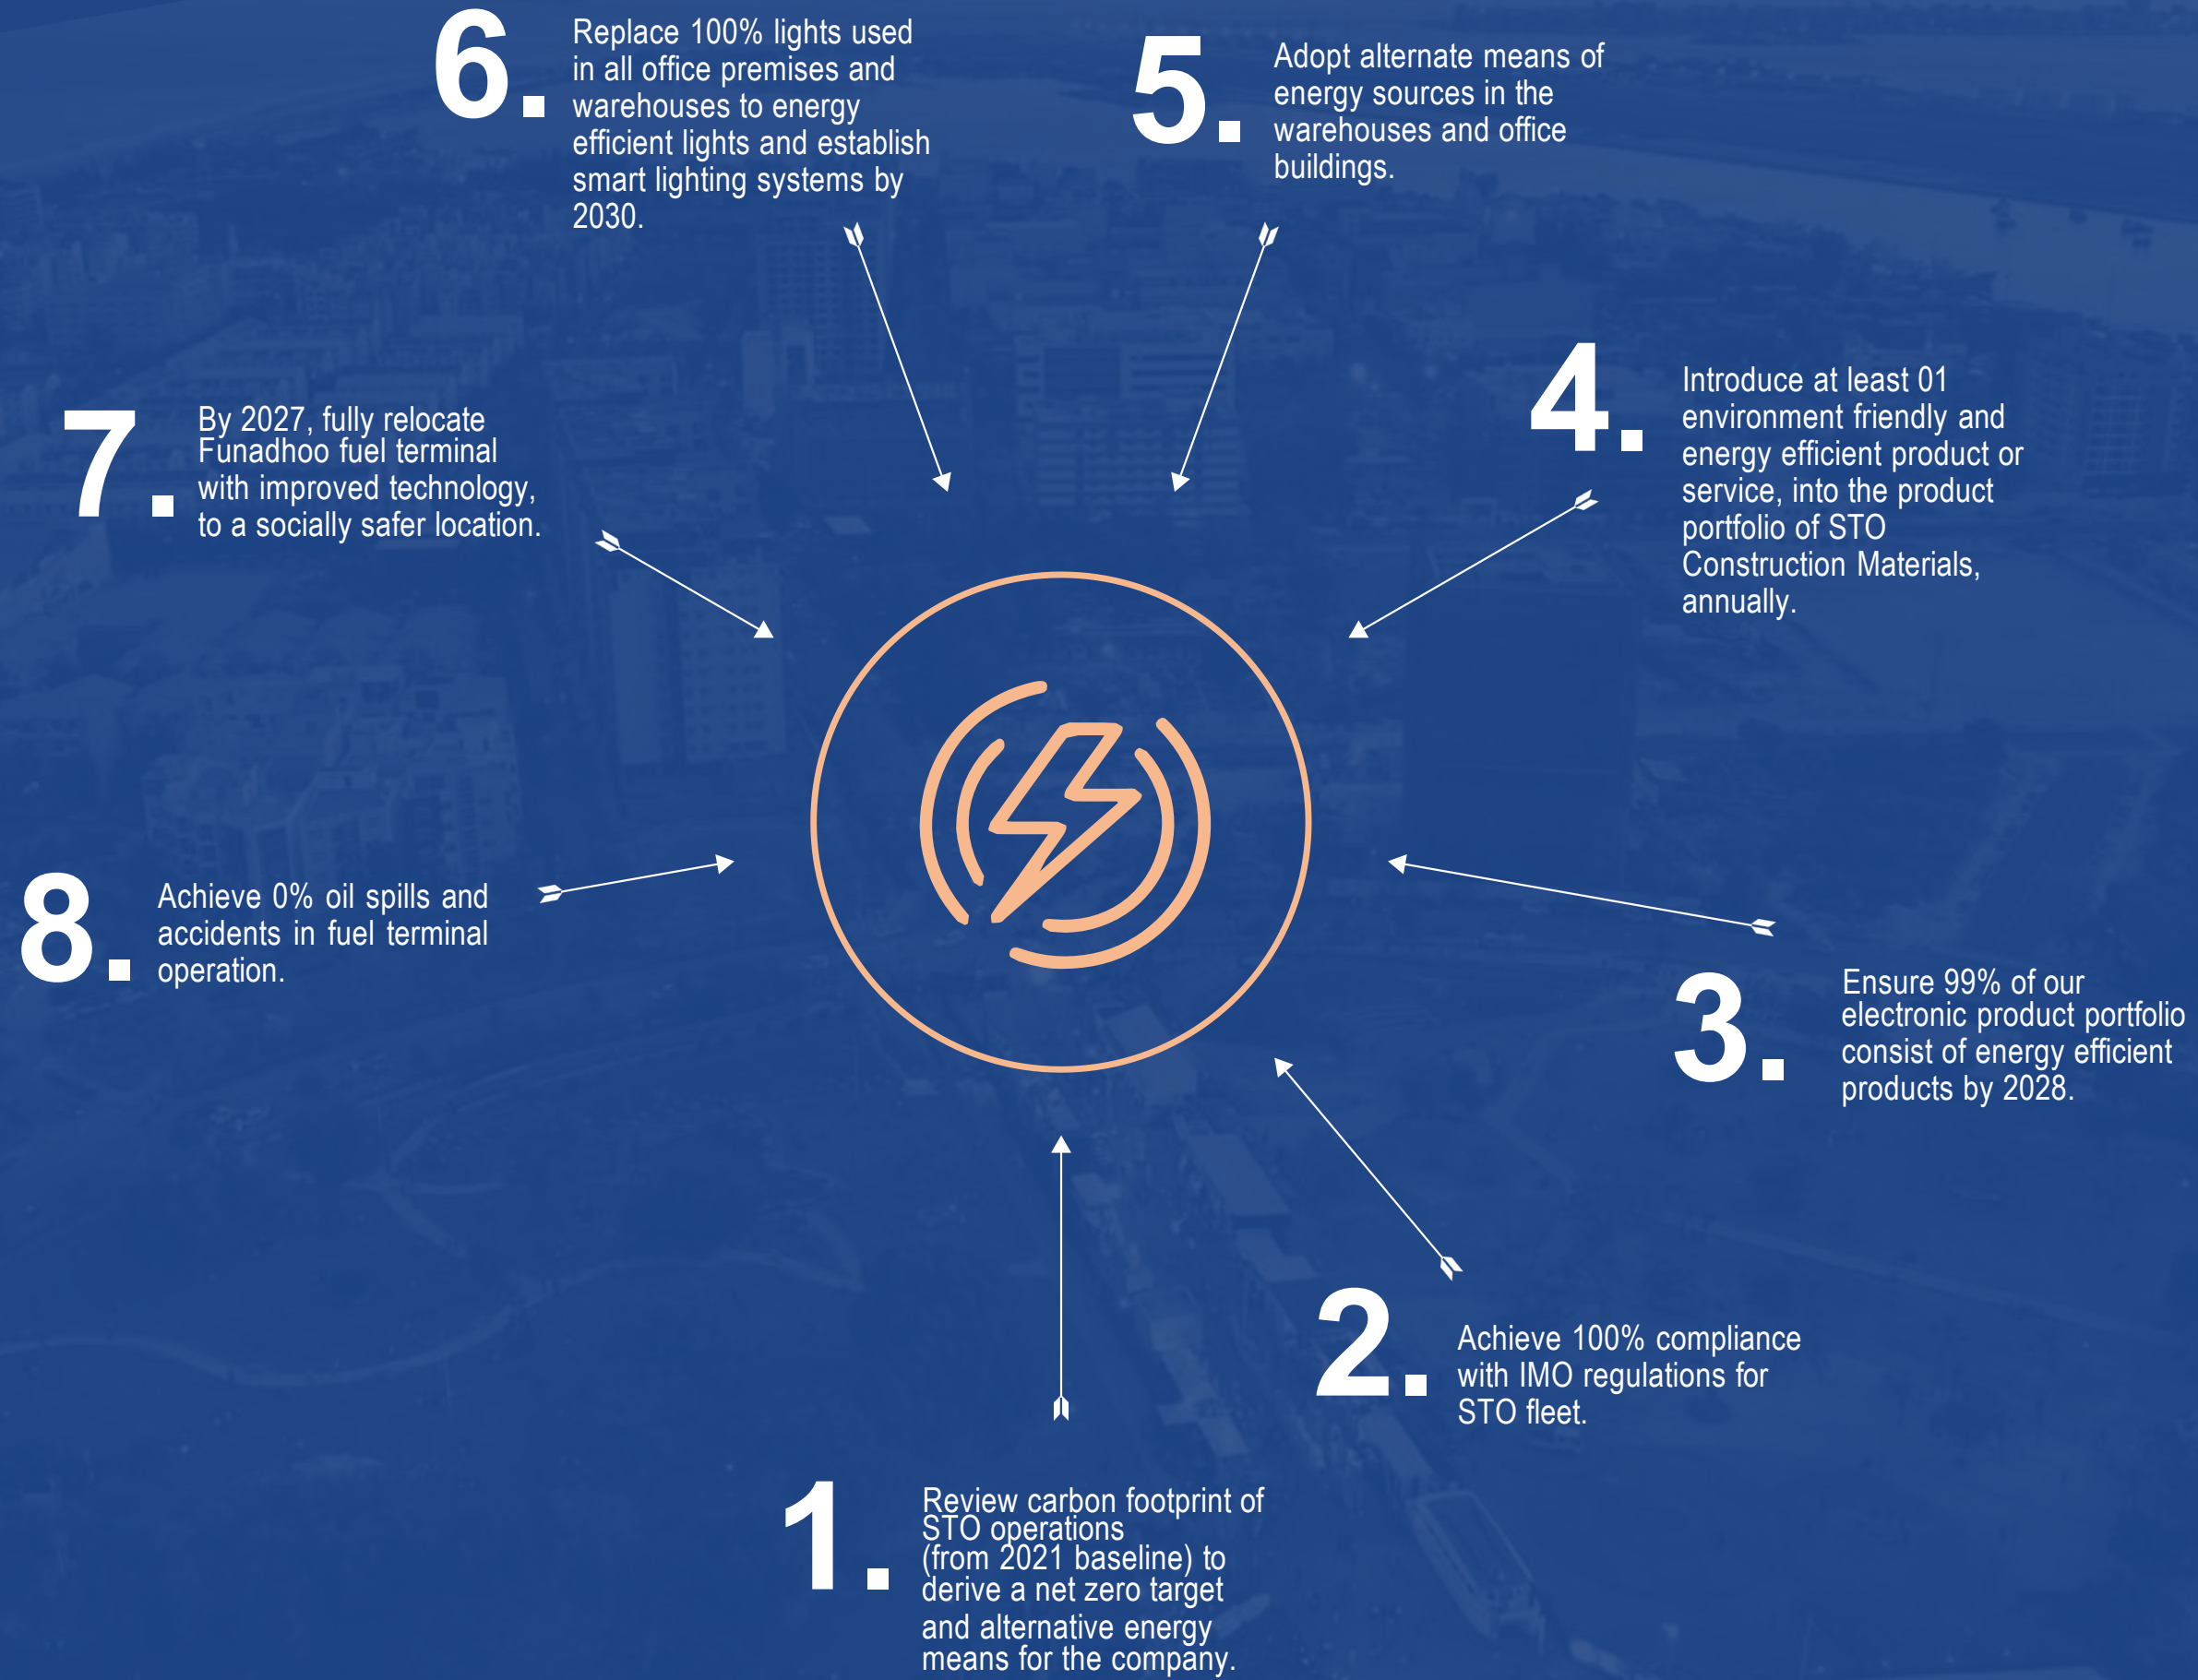 6.
Replace 100% lights used
in all office premises and
warehouses to energy
efficient lights and establish
smart lighting systems by
2030.
5.
Adopt alternate means of
energy sources in the
warehouses and office
buildings.
4.
Introduce at least 01
environment friendly and
energy efficient product or
service, into the product
portfolio of STO
Construction Materials,
annually.
7.
By 2027, fully relocate
Funadhoo fuel terminal
with improved technology,
to a socially safer location.
8.
Achieve 0% oil spills and
accidents in fuel terminal
operation.
3.
Ensure 99% of our
electronic product portfolio
consist of energy efficient
products by 2028.
2.
Achieve 100% compliance
with IMO regulations for
STO fleet.
1.
Review carbon footprint of
STO operations
(from 2021 baseline) to
derive a net zero target
and alternative energy
means for the company.